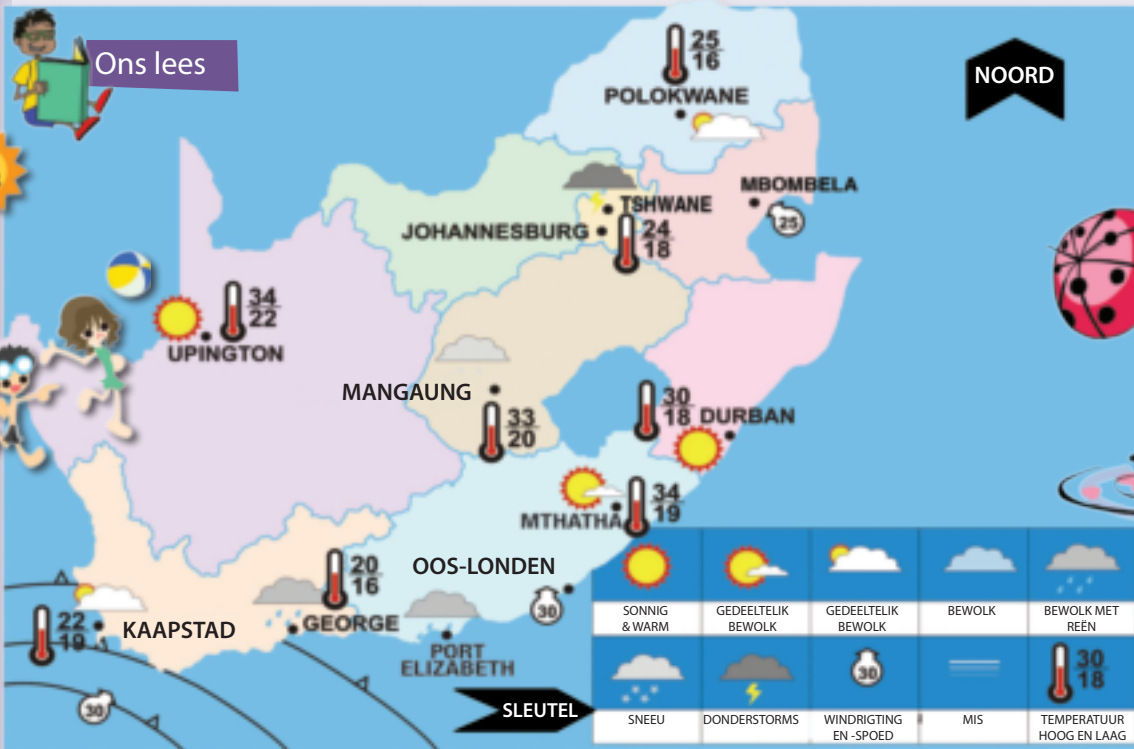 Ons lees
NOORD
25
16
POLOKWANE
MBOMBELA
25
TSHWANE
JOHANNESBURG
24
18
34
22
UPINGTON
MANGAUNG
33
20
30
18
DURBAN
34
19
MTHATHA
OOS-LONDEN
30
20
16
GEORGE
22
19
KAAPSTAD
PORT
ELIZABETH
30
SLEUTEL
SONNIG
& WARM
GEDEELTELIK
BEWOLK
GEDEELTELIK
BEWOLK
BEWOLK
BEWOLK MET
REËN
30
30
18
SNEEU
DONDERSTORMS
WINDRIGTING
EN -SPOED
MIS
TEMPERATUUR
HOOG EN LAAG